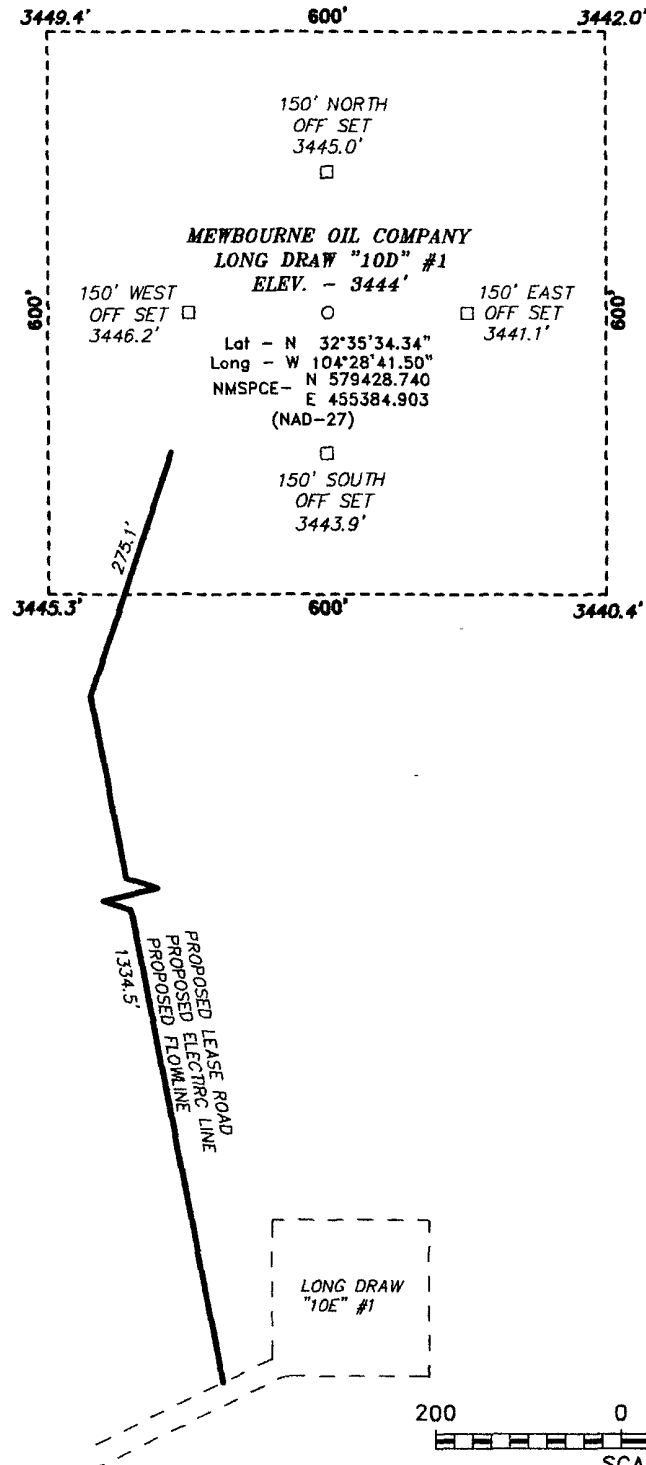 3449.4' 600' 3442.0'
150' NORTH
OFF SET
3445.0'
MEWBOURNE OIL COMPANY
LONG DRAW "10D" #1
ELEV. - 3444'
150' WEST
OFF SET
3446.2'
150' EAST
OFF SET
3441.1'
600'
600'
Lat - N 32°35'34.34"
Long - W 104°28'41.50"
NMSPCE- N 579428.740
E 455384.903
(NAD-27)
150' SOUTH
OFF SET
3443.9'
275.1'
3445.3' 600' 3440.4'
PROPOSED LEASE ROAD
PROPOSED ELECTIRC LINE
PROPOSED FLOWLINE
1334.5'
LONG DRAW
"10E" #1
200 0
SCA